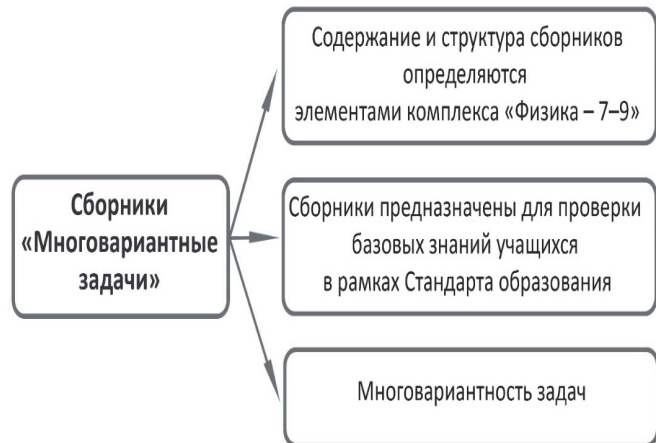 Содержание и структура сборников
определяются
элементами комплекса «Физика – 7–9»
Сборники
«Многовариантные
задачи»
Сборники предназначены для проверки
базовых знаний учащихся
в рамках Стандарта образования
Многовариантность задач